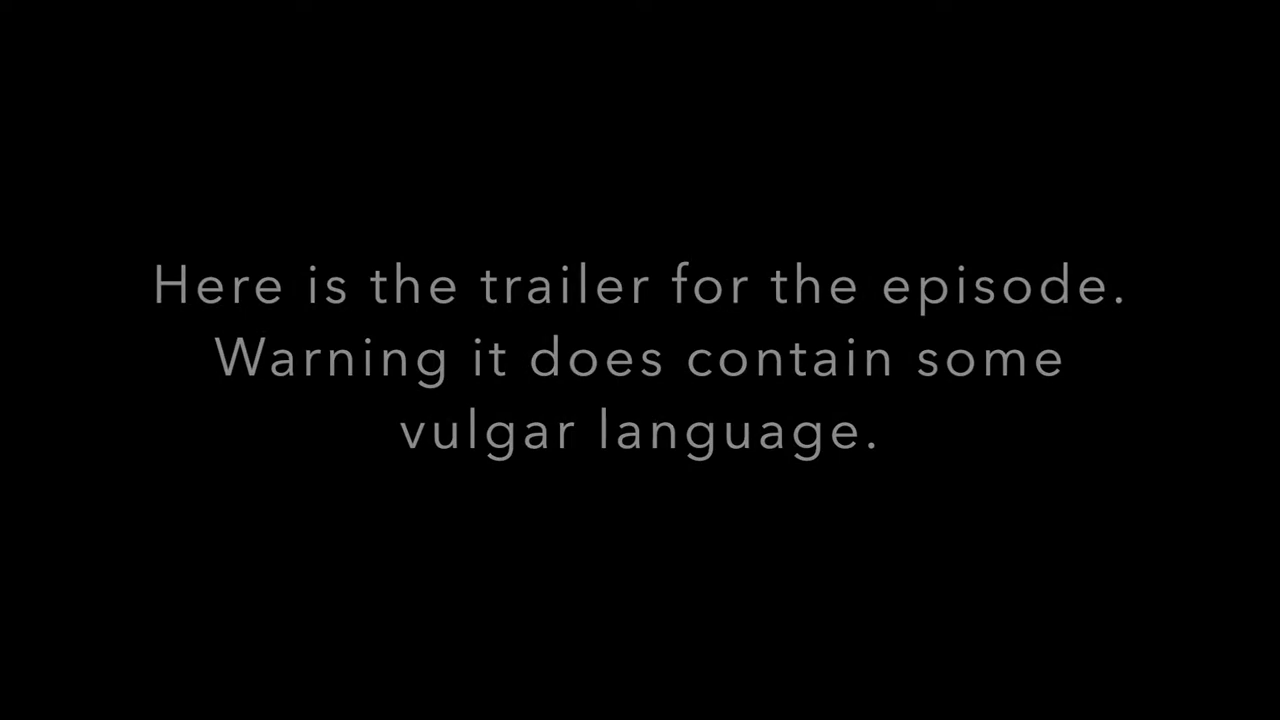 Here is the trailer for the episode.
Warning it does contain some
vulgar language.